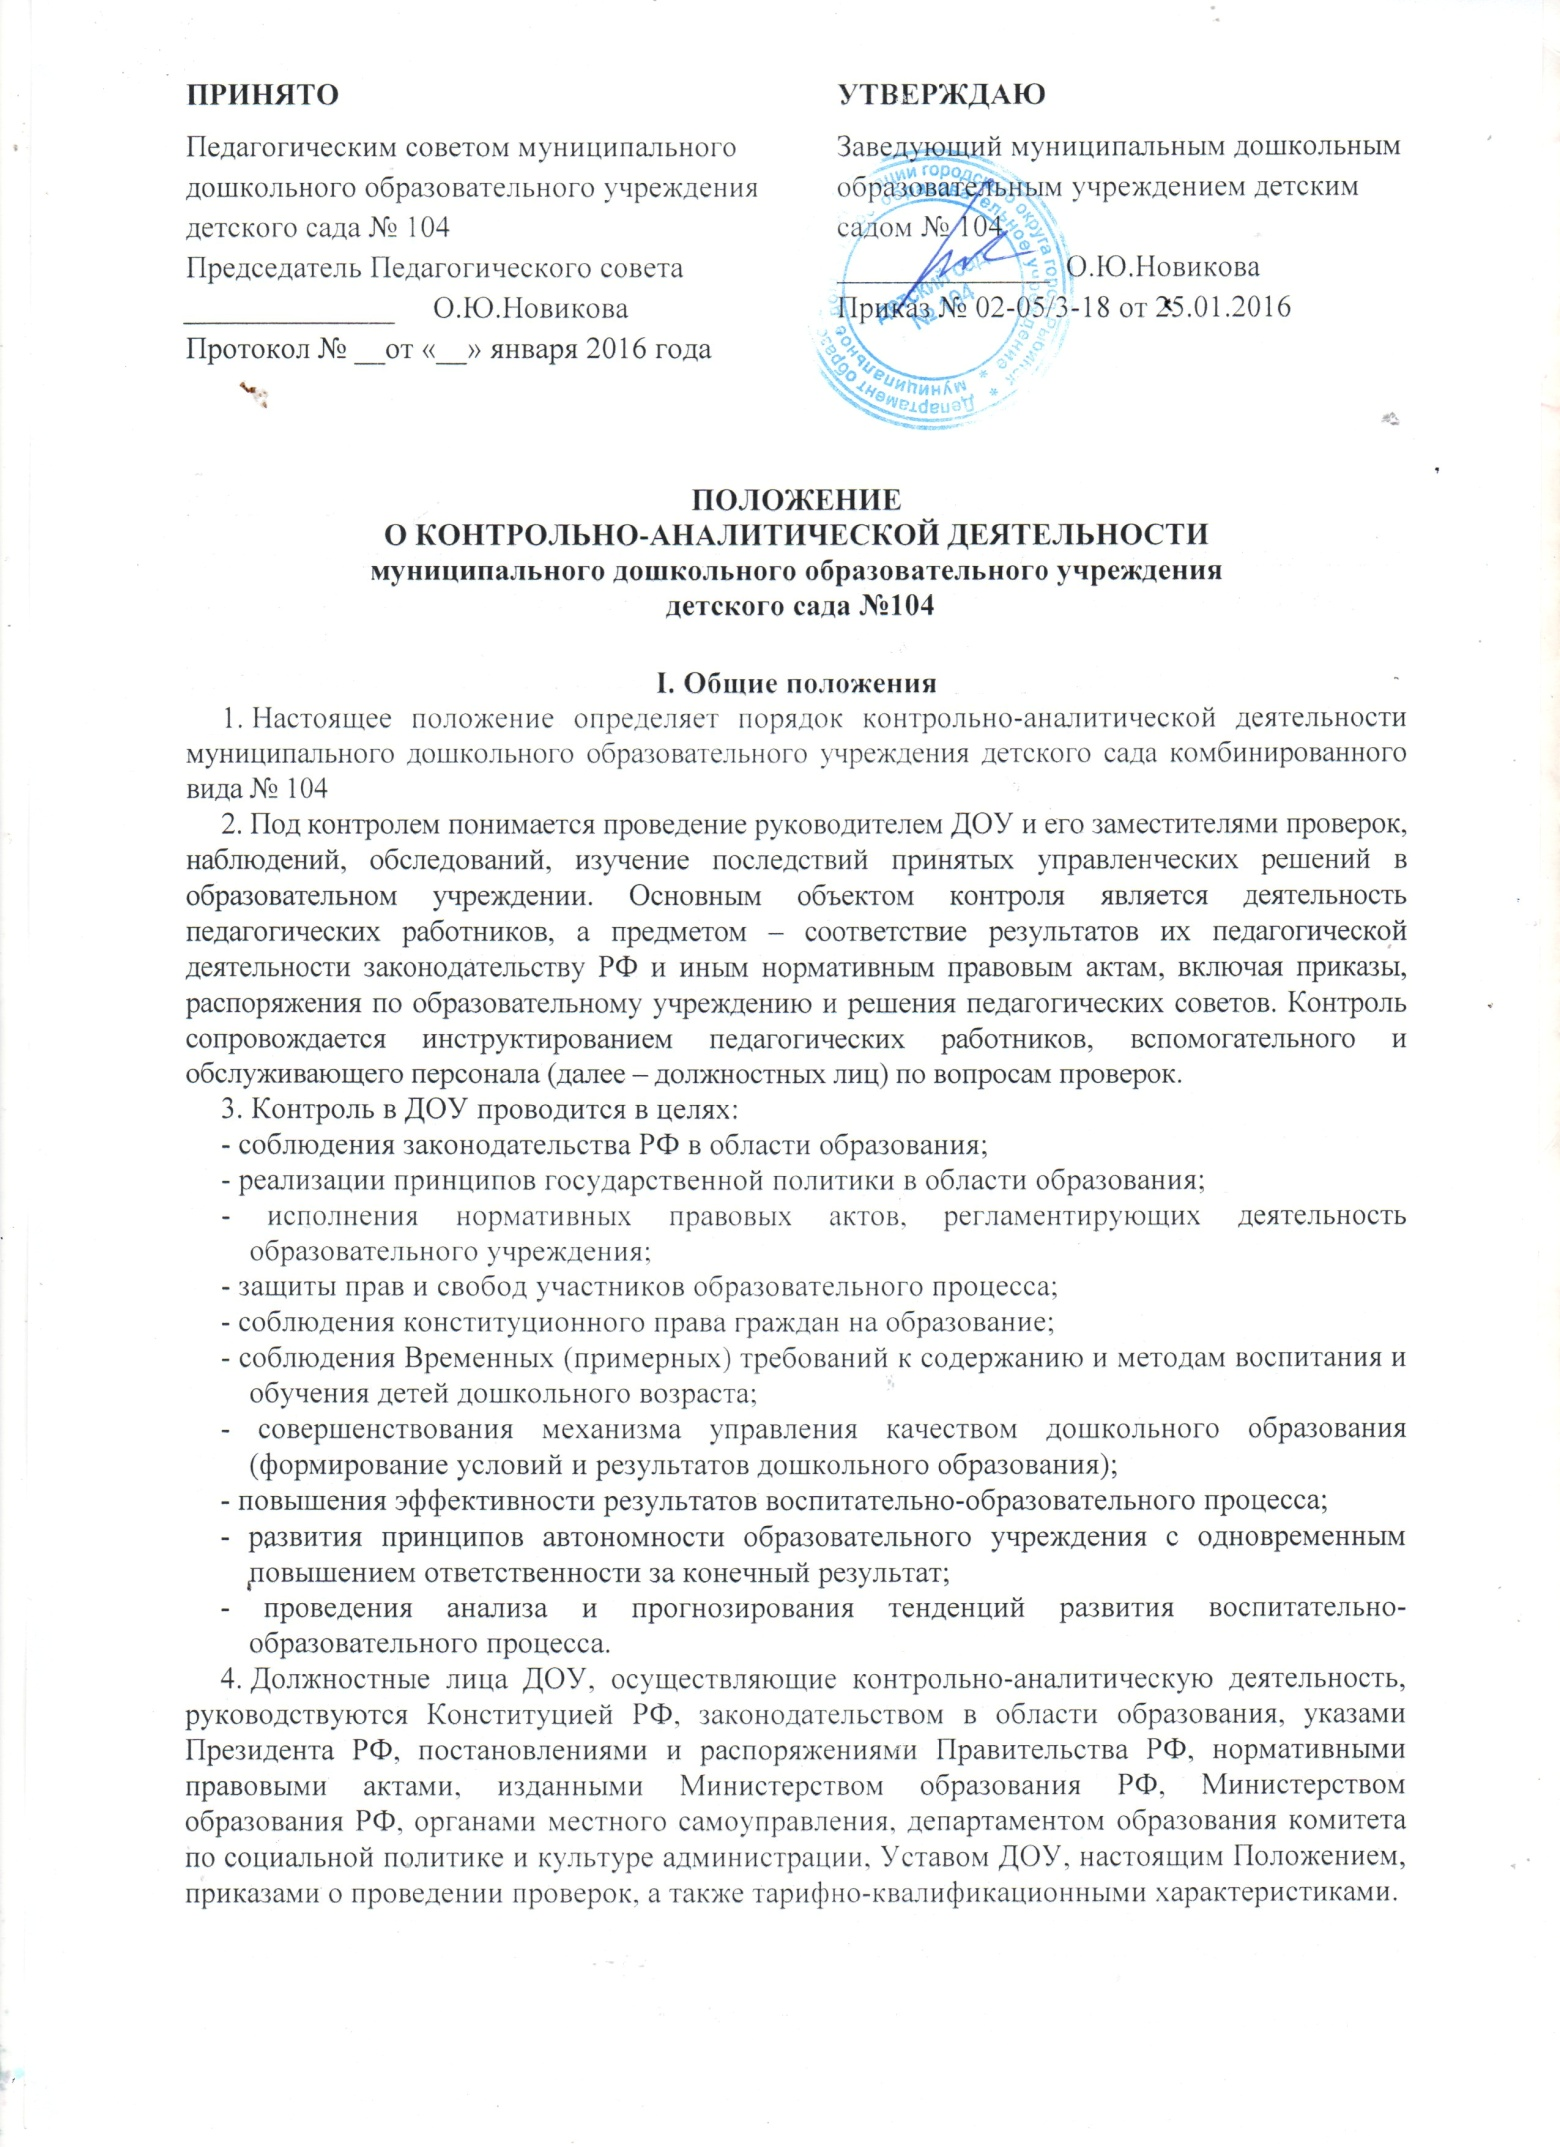 ПРИНЯТО
Педагогическим советом муниципального
дошкольного образовательного учреждения
детского сада № 104
Председатель Педагогического совета
______________ О.Ю.Новикова
Протокол № __от «__» января 2016 года
УТВЕРЖДАЮ
Заведующий муниципальным дошкольным
образовательным учреждением детским
садом № 104
______________ О.Ю.Новикова
Приказ № 02-05/3-18 от 25.01.2016
детский сад
№ 104
ПОЛОЖЕНИЕ
О КОНТРОЛЬНО-АНАЛИТИЧЕСКОЙ ДЕЯТЕЛЬНОСТИ
муниципального дошкольного образовательного учреждения
детского сада №104
I. Общие положения
1. Настоящее положение определяет порядок контрольно-аналитической деятельности
муниципального дошкольного образовательного учреждения детского сада комбинированного
вида № 104
2. Под контролем понимается проведение руководителем ДОУ и его заместителями проверок,
наблюдений, обследований, изучение последствий принятых управленческих решений в
образовательном учреждении. Основным объектом контроля является деятельность
педагогических работников, а предметом – соответствие результатов их педагогической
деятельности законодательству РФ и иным нормативным правовым актам, включая приказы,
распоряжения по образовательному учреждению и решения педагогических советов. Контроль
сопровождается инструктированием педагогических работников, вспомогательного и
обслуживающего персонала (далее – должностных лиц) по вопросам проверок.
3. Контроль в ДОУ проводится в целях:
- соблюдения законодательства РФ в области образования;
- реализации принципов государственной политики в области образования;
- исполнения нормативных правовых актов, регламентирующих деятельность
образовательного учреждения;
- защиты прав и свобод участников образовательного процесса;
- соблюдения конституционного права граждан на образование;
- соблюдения Временных (примерных) требований к содержанию и методам воспитания и
обучения детей дошкольного возраста;
- совершенствования механизма управления качеством дошкольного образования
(формирование условий и результатов дошкольного образования);
- повышения эффективности результатов воспитательно-образовательного процесса;
- развития принципов автономности образовательного учреждения с одновременным
повышением ответственности за конечный результат;
- проведения анализа и прогнозирования тенденций развития воспитательно-
образовательного процесса.
4. Должностные лица ДОУ, осуществляющие контрольно-аналитическую деятельность,
руководствуются Конституцией РФ, законодательством в области образования, указами
Президента РФ, постановлениями и распоряжениями Правительства РФ, нормативными
правовыми актами, изданными Министерством образования РФ, Министерством
образования РФ, органами местного самоуправления, департаментом образования комитета
по социальной политике и культуре администрации, Уставом ДОУ, настоящим Положением,
приказами о проведении проверок, а также тарифно-квалификационными характеристиками.